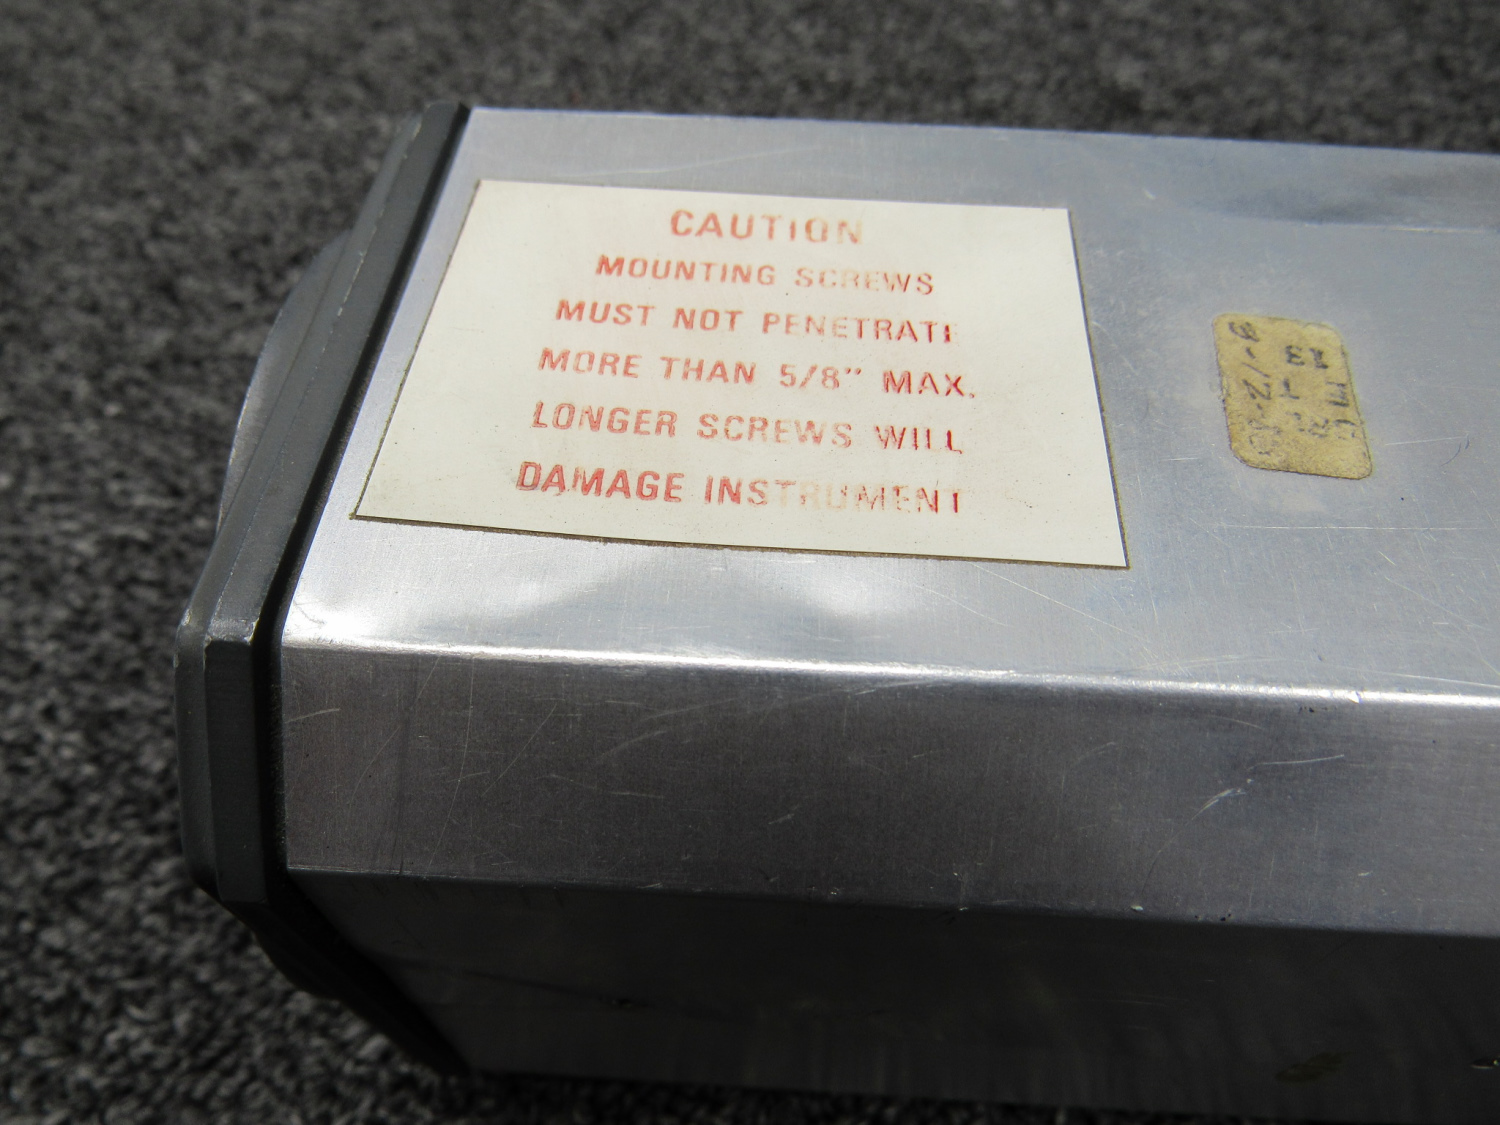 CAUTION
MOUNTING SCREWS
MUST NOT PENETRATE
MORE THAN 5/8" MAX.
LONGER SCREWS WILL
DAMAGE INSTRUMENT